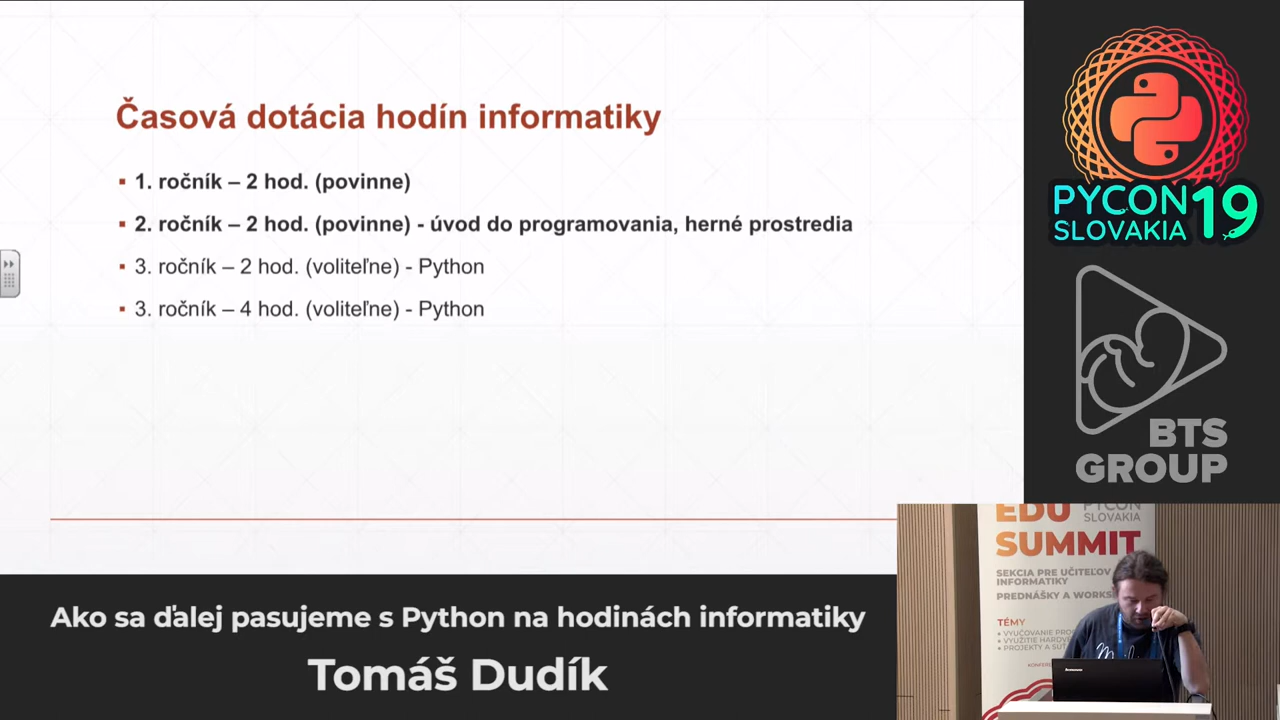 Časová dotácia hodín informatiky
▪ 1. ročník – 2 hod. (povinne)
▪ 2. ročník – 2 hod. (povinne) - úvod do programovania, herné prostredia
▪ 3. ročník – 2 hod. (voliteľne) - Python
▪ 3. ročník – 4 hod. (voliteľne) - Python
PYCON 19
SLOVAKIA
BTS
GROUP
EDU PYCON
SLOVAKIA
SUMMIT
SEKCIA PRE UČITEĽOV
INFORMATIKY
PREDNÁŠKY A
TÉMY
Ako sa ďalej pasujeme s Python na hodinách informatiky
Tomáš Dudík
lenovo